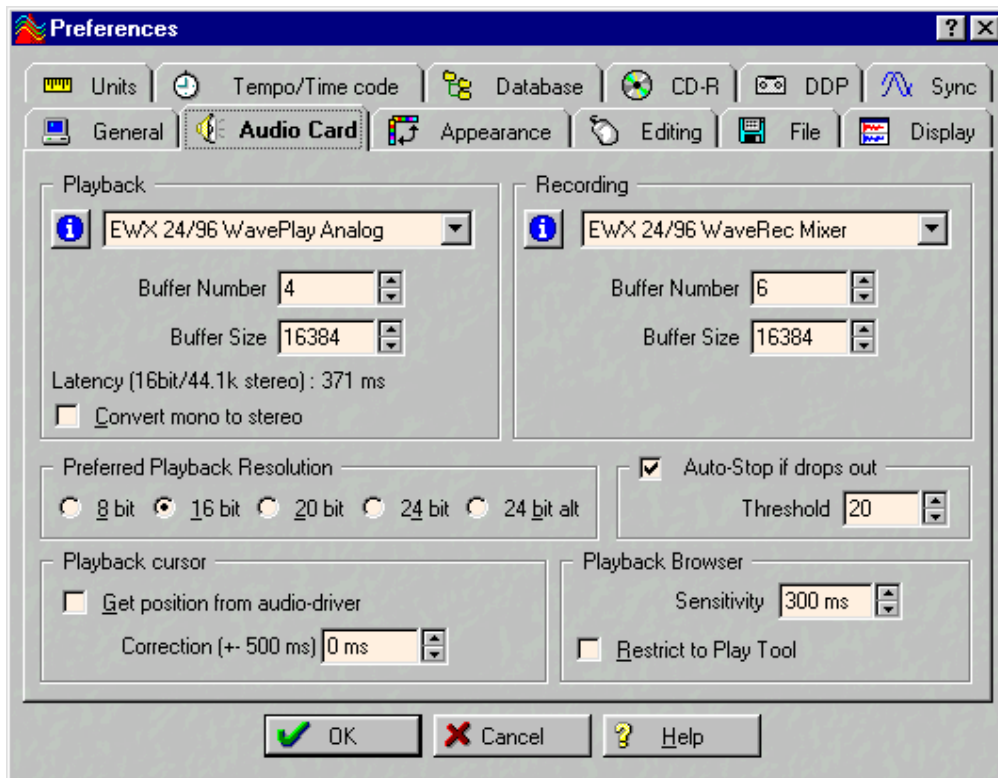 Preferences
Units Tempo/Time code Database CD-R DDP Sync
General Audio Card Appearance Editing File Display
Playback
EWX 24/96 WavePlay Analog
Buffer Number 4
Buffer Size 16384
Latency (16bit/44.1k stereo) : 371 ms
Convert mono to stereo
Recording
EWX 24/96 WaveRec Mixer
Buffer Number 6
Buffer Size 16384
Preferred Playback Resolution
8 bit 16 bit 20 bit 24 bit 24 bit alt
Auto-Stop if drops out
Threshold 20
Playback cursor
Get position from audio-driver
Correction (+- 500 ms) 0 ms
Playback Browser
Sensitivity 300 ms
Restrict to Play Tool
OK Cancel Help